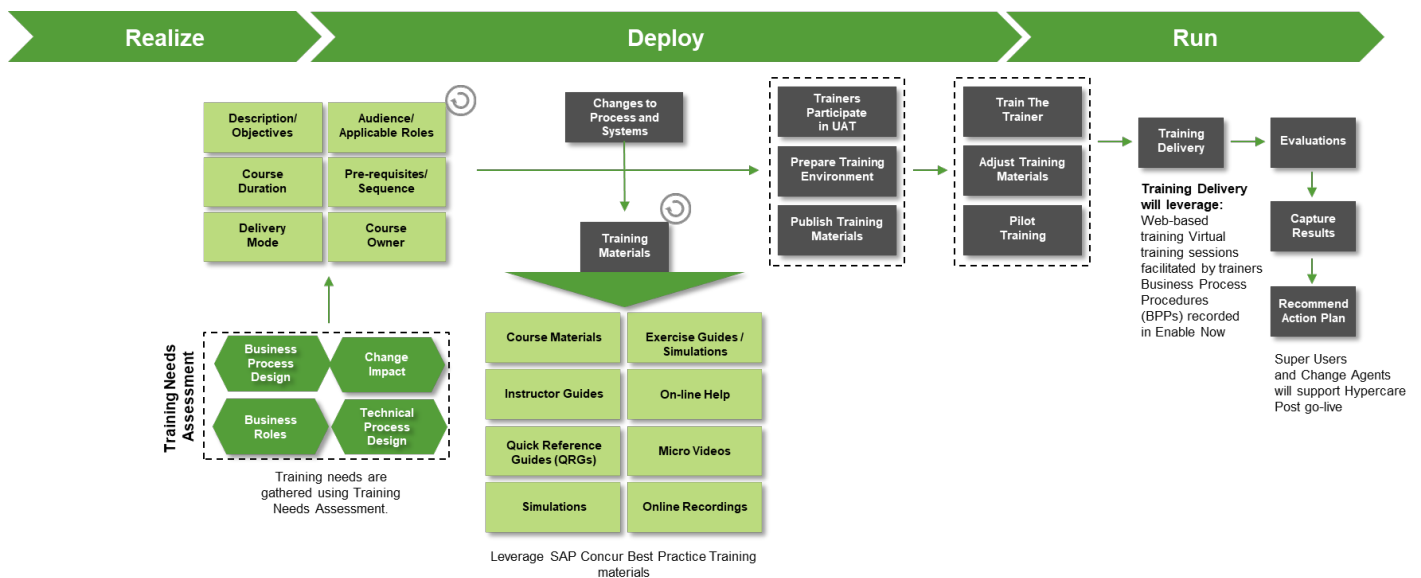 Realize
Deploy
Run
Description/
Objectives
Audience/
Applicable Roles
Course
Duration
Pre-requisites/
Sequence
Delivery
Mode
Course
Owner
Training Needs
Assessment
Business
Process
Design
Change
Impact
Business
Roles
Technical
Process
Design
Training needs are
gathered using Training
Needs Assessment.
Changes to
Process and
Systems
Training
Materials
Course Materials
Exercise Guides /
Simulations
Instructor Guides
On-line Help
Quick Reference
Guides (QRGs)
Micro Videos
Simulations
Online Recordings
Leverage SAP Concur Best Practice Training
materials
Trainers
Participate
in UAT
Prepare Training
Environment
Publish Training
Materials
Train The
Trainer
Adjust Training
Materials
Pilot
Training
Training
Delivery
Training Delivery
will leverage:
Web-based
training Virtual
training sessions
facilitated by trainers
Business Process
Procedures
(BPPs) recorded
in Enable Now
Evaluations
Capture
Results
Recommend
Action Plan
Super Users
and Change Agents
will support Hypercare
Post go-live